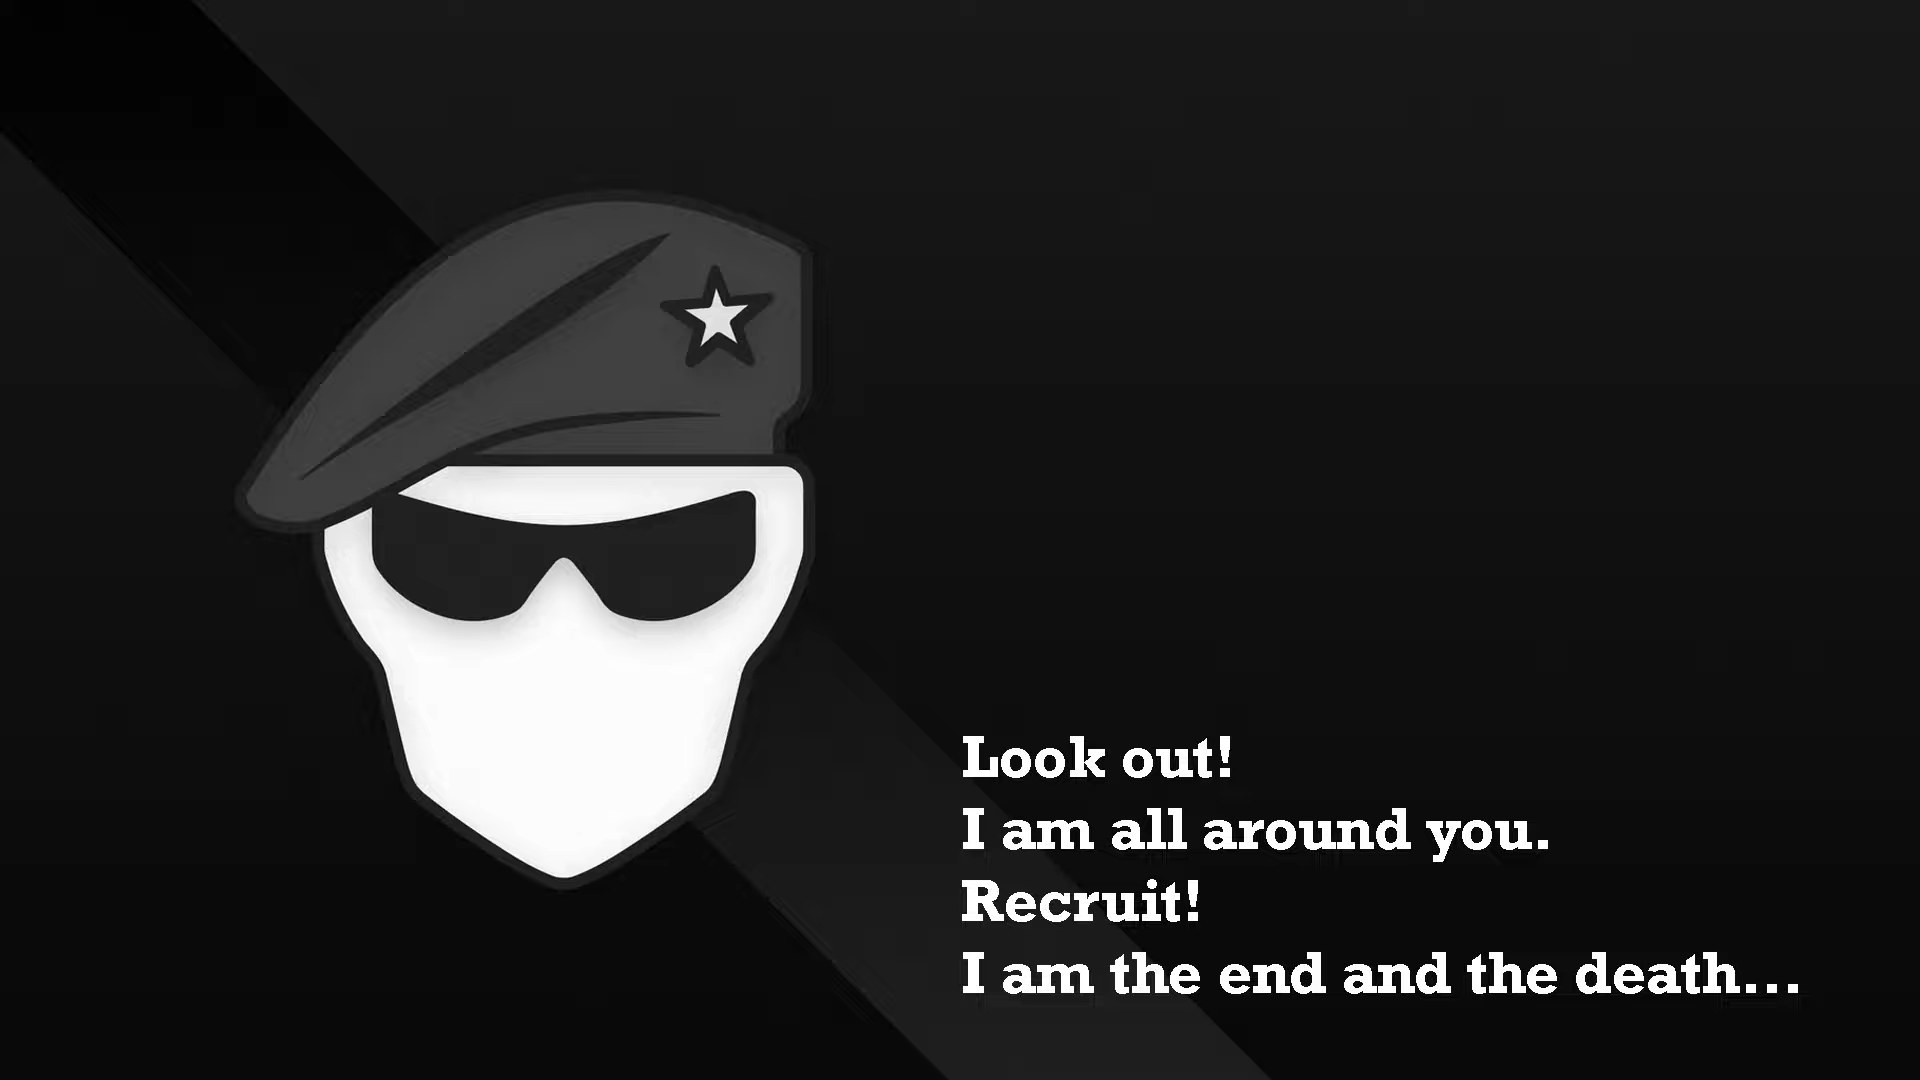 Look out!
I am all around you.
Recruit!
I am the end and the death...